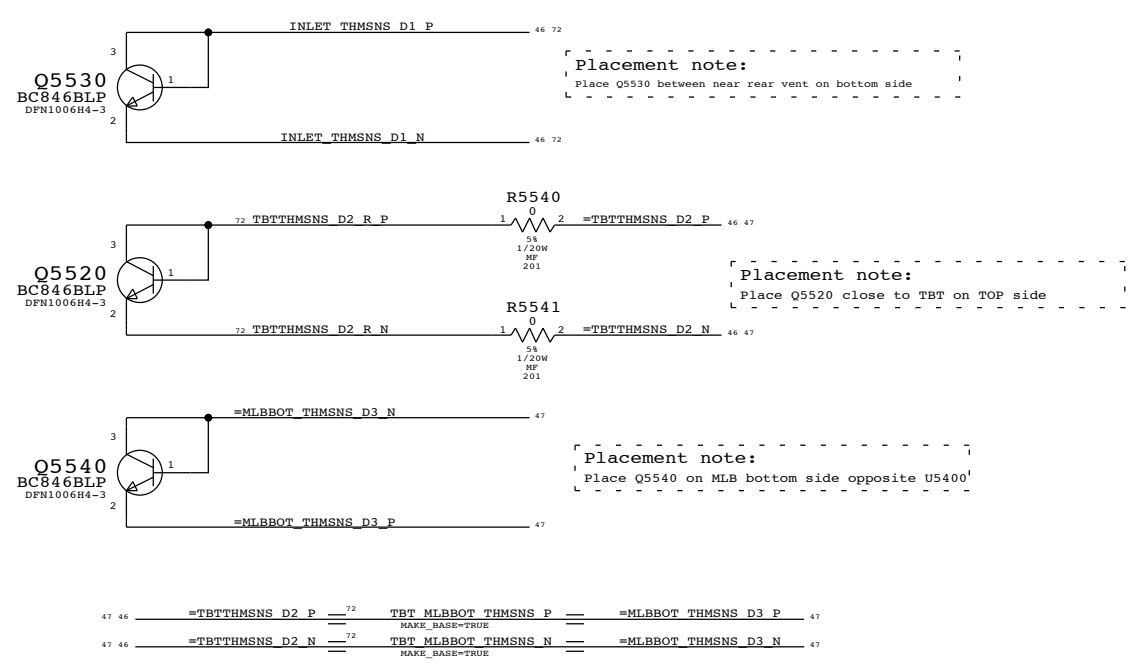 INLET_THMSNS_D1_P
46 72
3
1
Q5530
BC846BLP
DFN1006H4-3
2
Placement note:
Place Q5530 between near rear vent on bottom side
INLET_THMSNS_D1_N
46 72
R5540
0
72 TBTTHMSNS_D2_R_P
1
2
=TBTTHMSNS_D2_P
46 47
5%
1/20W
MF
201
3
1
Q5520
BC846BLP
DFN1006H4-3
2
Placement note:
Place Q5520 close to TBT on TOP side
R5541
0
72 TBTTHMSNS_D2_R_N
1
2
=TBTTHMSNS_D2_N
46 47
5%
1/20W
MF
201
=MLBBOT_THMSNS_D3_N
47
3
1
Q5540
BC846BLP
DFN1006H4-3
2
Placement note:
Place Q5540 on MLB bottom side opposite U5400
=MLBBOT_THMSNS_D3_P
47
47 46
=TBTTHMSNS_D2_P
72
TBT_MLBBOT_THMSNS_P
=MLBBOT_THMSNS_D3_P
47
MAKE_BASE=TRUE
47 46
=TBTTHMSNS_D2_N
72
TBT_MLBBOT_THMSNS_N
=MLBBOT_THMSNS_D3_N
47
MAKE_BASE=TRUE